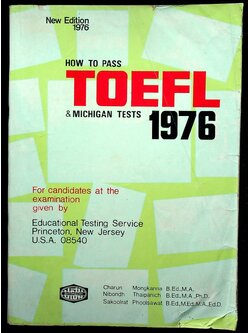 New Edition
1976
HOW TO PASS
TOEFL
& MICHIGAN TESTS 1976
For candidates at the
examination
given by
Educational Testing Service
Princeton, New Jersey
U.S.A. 08540
Charun Mongkarna B.Ed., M.A.
Nibondh Thaipanich B.Ed., M.A., Ph.D.
Sakoolrat Phoolsawat B.Ed., M.Ed., M.A., Ed.D.